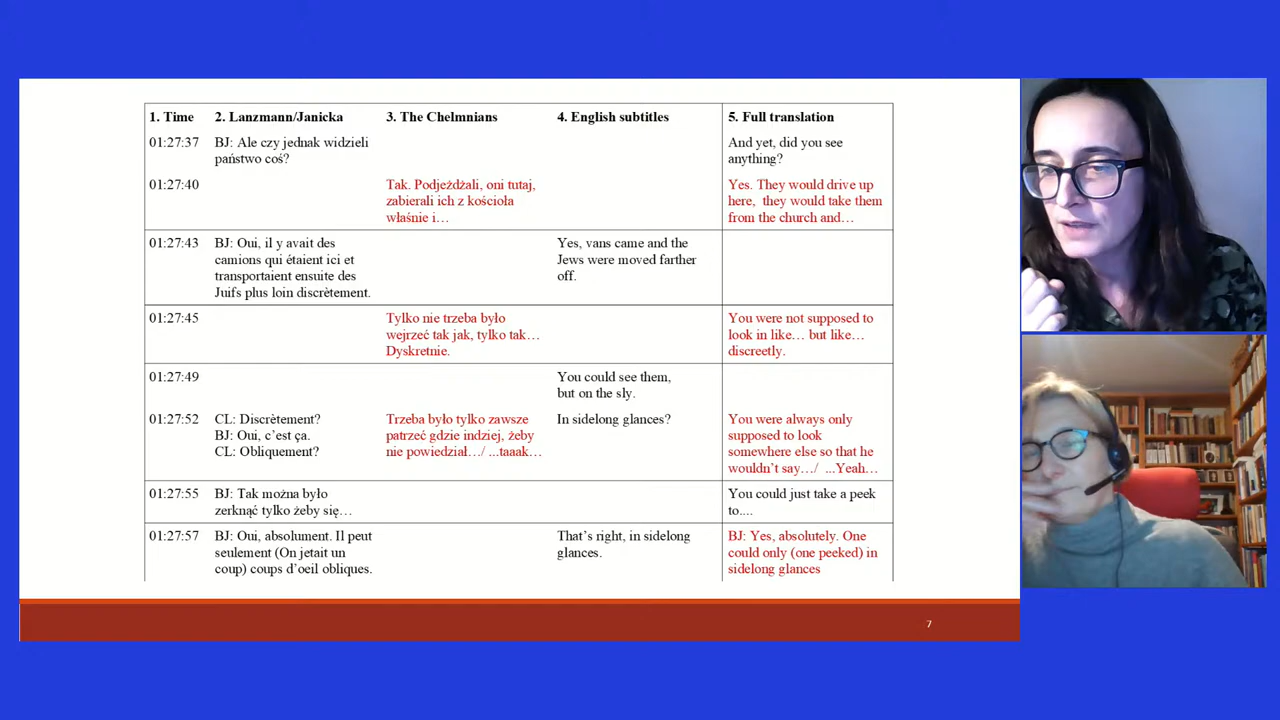 1. Time
2. Lanzmann/Janicka
3. The Chelmnians
4. English subtitles
5. Full translation
01:27:37
BJ: Ale czy jednak widzieli
państwo coś?
And yet, did you see
anything?
01:27:40
Tak. Podjeżdżali, oni tutaj,
zabierali ich z kościoła
właśnie i…
Yes. They would drive up
here, they would take them
from the church and…
01:27:43
BJ: Oui, il y avait des
camions qui étaient ici et
transportaient ensuite des
Juifs plus loin discrètement.
Yes, vans came and the
Jews were moved farther
off.
01:27:45
Tylko nie trzeba było
wejrzeć tak jak, tylko tak…
Dyskretnie.
You were not supposed to
look in like… but like…
discreetly.
01:27:49
You could see them,
but on the sly.
01:27:52
CL: Discrètement?
BJ: Oui, c’est ça.
CL: Obliquement?
Trzeba było tylko zawsze
patrzeć gdzie indziej, żeby
nie powiedział…/ ...taaak…
In sidelong glances?
You were always only
supposed to look
somewhere else so that he
wouldn’t say…/ ...Yeah…
01:27:55
BJ: Tak można było
zerknąć tylko żeby się…
You could just take a peek
to....
01:27:57
BJ: Oui, absolument. Il peut
seulement (On jetait un
coup) coups d’oeil obliques.
That’s right, in sidelong
glances.
BJ: Yes, absolutely. One
could only (one peeked) in
sidelong glances
7